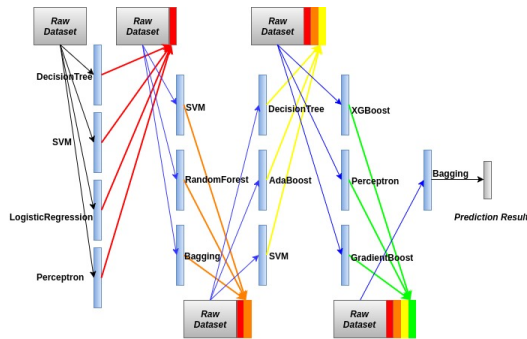 Raw
Dataset
Raw
Dataset
Raw
Dataset
DecisionTree
SVM
LogisticRegression
Perceptron
SVM
RandomForest
Bagging
DecisionTree
AdaBoost
SVM
XGBoost
Perceptron
GradientBoost
Bagging
Prediction Result
Raw
Dataset
Raw
Dataset